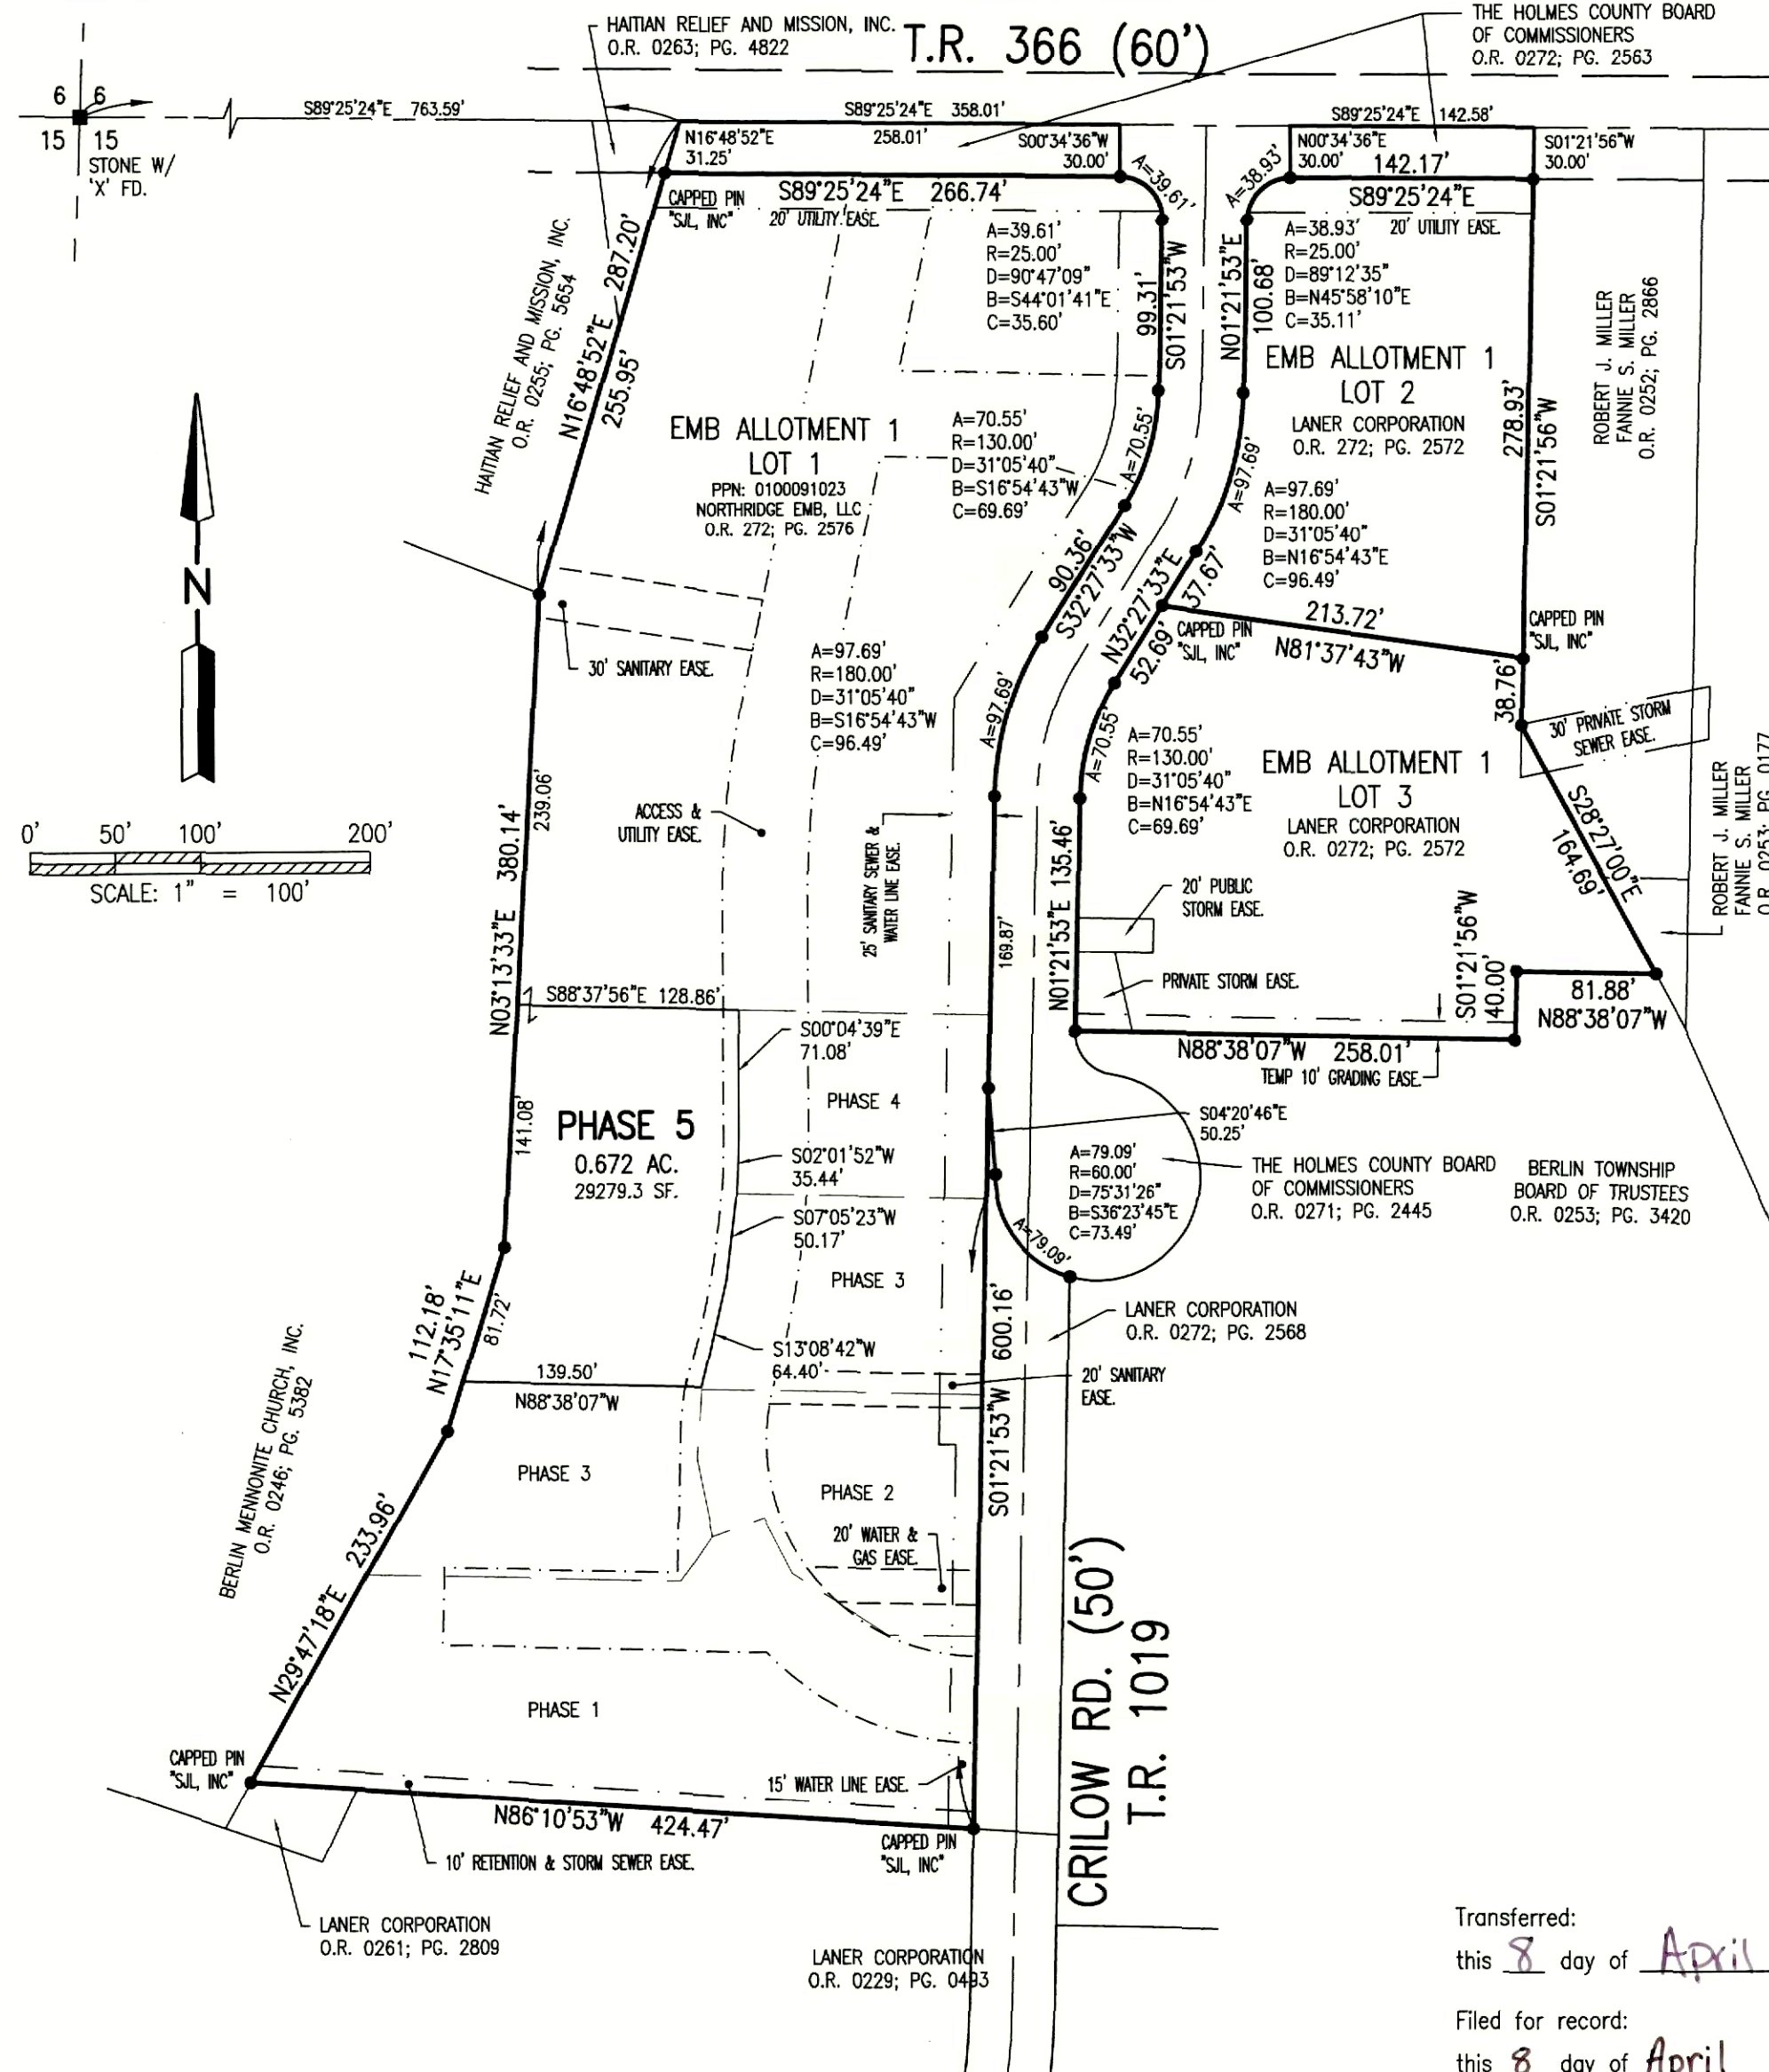 HAITIAN RELIEF AND MISSION, INC.
O.R. 0263; PG. 4822
T.R. 366 (60')
THE HOLMES COUNTY BOARD
OF COMMISSIONERS
O.R. 0272; PG. 2563
6 6
15 15
STONE W/
'X' FD.
S89°25'24"E 763.59'
S89°25'24"E 358.01'
S89°25'24"E 142.58'
N16°48'52"E
31.25'
258.01'
S00°34'36"W
30.00'
N00°34'36"E
30.00'
142.17'
S01°21'56"W
30.00'
CAPPED PIN
"SJL, INC"
S89°25'24"E 266.74'
20' UTILITY EASE.
A=39.61'
A=38.93'
S89°25'24"E
20' UTILITY EASE.
A=39.61'
R=25.00'
D=90°47'09"
B=S44°01'41"E
C=35.60'
99.31'
S01°21'53"W
N01°21'53"E
100.68'
A=38.93'
R=25.00'
D=89°12'35"
B=N45°58'10"E
C=35.11'
HAITIAN RELIEF AND MISSION, INC.
O.R. 0255; PG. 5654
N16°48'52"E 287.20'
255.95'
ROBERT J. MILLER
FANNIE S. MILLER
O.R. 0252; PG. 2866
EMB ALLOTMENT 1
LOT 2
LANER CORPORATION
O.R. 272; PG. 2572
278.93'
S01°21'56"W
EMB ALLOTMENT 1
LOT 1
PPN: 0100091023
NORTHRIDGE EMB, LLC
O.R. 272; PG. 2576
A=70.55'
R=130.00'
D=31°05'40"
B=S16°54'43"W
C=69.69'
A=70.55'
A=97.69'
A=97.69'
R=180.00'
D=31°05'40"
B=N16°54'43"E
C=96.49'
N
90.36'
S32°27'33"W
N32°27'33"E
37.67'
52.69'
CAPPED PIN
"SJL, INC"
213.72'
N81°37'43"W
CAPPED PIN
"SJL, INC"
38.76'
30' SANITARY EASE.
A=97.69'
R=180.00'
D=31°05'40"
B=S16°54'43"W
C=96.49'
A=97.69'
A=70.55'
A=70.55'
R=130.00'
D=31°05'40"
B=N16°54'43"E
C=69.69'
EMB ALLOTMENT 1
LOT 3
LANER CORPORATION
O.R. 0272; PG. 2572
30' PRIVATE STORM
SEWER EASE.
S28°27'00"E
164.69'
ROBERT J. MILLER
FANNIE S. MILLER
O.R. 0253; PG. 0177
0' 50' 100' 200'
SCALE: 1" = 100'
N03°13'33"E 380.14'
239.06'
ACCESS &
UTILITY EASE.
25' SANITARY SEWER &
WATER LINE EASE.
169.87'
N01°21'53"E 135.46'
20' PUBLIC
STORM EASE.
PRIVATE STORM EASE.
S01°21'56"W
40.00'
81.88'
N88°38'07"W
N88°38'07"W 258.01'
TEMP 10' GRADING EASE.
S88°37'56"E 128.86'
S00°04'39"E
71.08'
PHASE 4
141.08'
PHASE 5
0.672 AC.
29279.3 SF.
S02°01'52"W
35.44'
S07°05'23"W
50.17'
PHASE 3
S04°20'46"E
50.25'
A=79.09'
R=60.00'
D=75°31'26"
B=S36°23'45"E
C=73.49'
A=79.09'
THE HOLMES COUNTY BOARD
OF COMMISSIONERS
O.R. 0271; PG. 2445
BERLIN TOWNSHIP
BOARD OF TRUSTEES
O.R. 0253; PG. 3420
LANER CORPORATION
O.R. 0272; PG. 2568
112.18'
N17°35'11"E
81.72'
S13°08'42"W
64.40'
139.50'
N88°38'07"W
600.16'
S01°21'53"W
20' SANITARY
EASE.
BERLIN MENNONITE CHURCH, INC.
O.R. 0246; PG. 5382
PHASE 3
PHASE 2
20' WATER &
GAS EASE.
N29°47'18"E 233.96'
PHASE 1
CRILOW RD. (50')
T.R. 1019
CAPPED PIN
"SJL, INC"
15' WATER LINE EASE.
N86°10'53"W 424.47'
CAPPED PIN
"SJL, INC"
10' RETENTION & STORM SEWER EASE.
LANER CORPORATION
O.R. 0261; PG. 2809
LANER CORPORATION
O.R. 0229; PG. 0493
Transferred:
this 8 day of April
Filed for record:
this 8 day of April